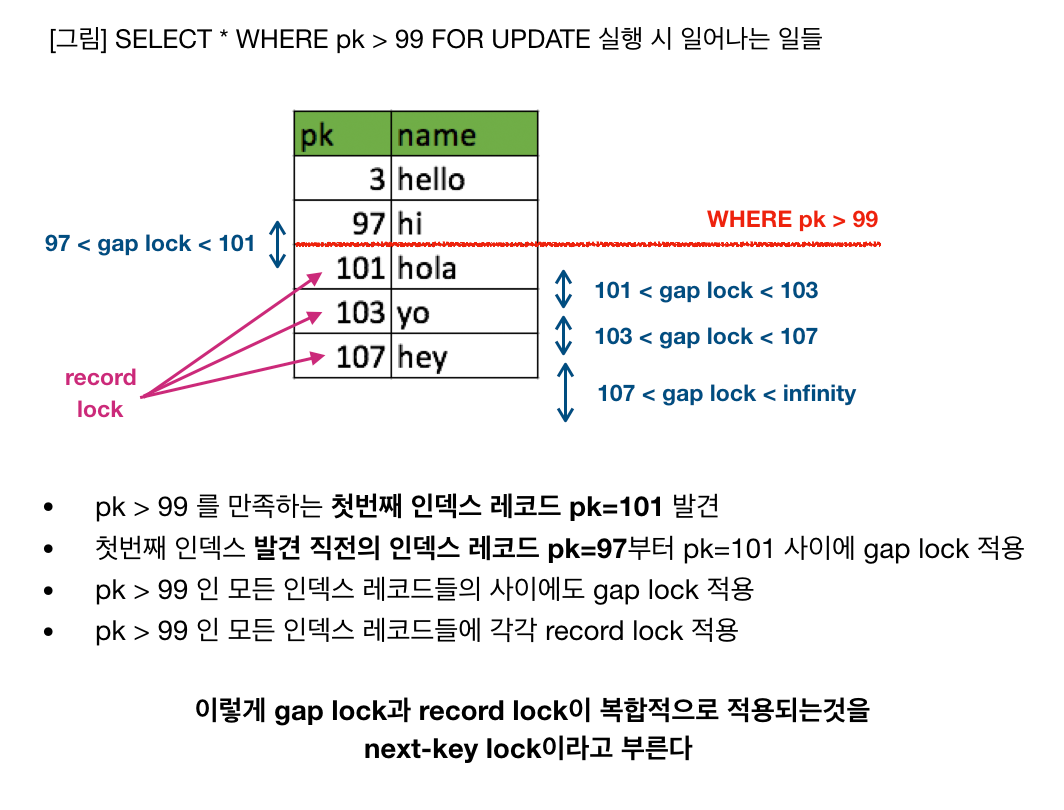 [그림] SELECT * WHERE pk > 99 FOR UPDATE 실행 시 일어나는 일들
pk name
3 hello
97 hi
WHERE pk > 99
97 < gap lock < 101
101 hola
101 < gap lock < 103
103 yo
103 < gap lock < 107
107 hey
record
lock
107 < gap lock < infinity
• pk > 99 를 만족하는 첫번째 인덱스 레코드 pk=101 발견
• 첫번째 인덱스 발견 직전의 인덱스 레코드 pk=97부터 pk=101 사이에 gap lock 적용
• pk > 99 인 모든 인덱스 레코드들의 사이에도 gap lock 적용
• pk > 99 인 모든 인덱스 레코드들에 각각 record lock 적용
이렇게 gap lock과 record lock이 복합적으로 적용되는것을
next-key lock이라고 부른다